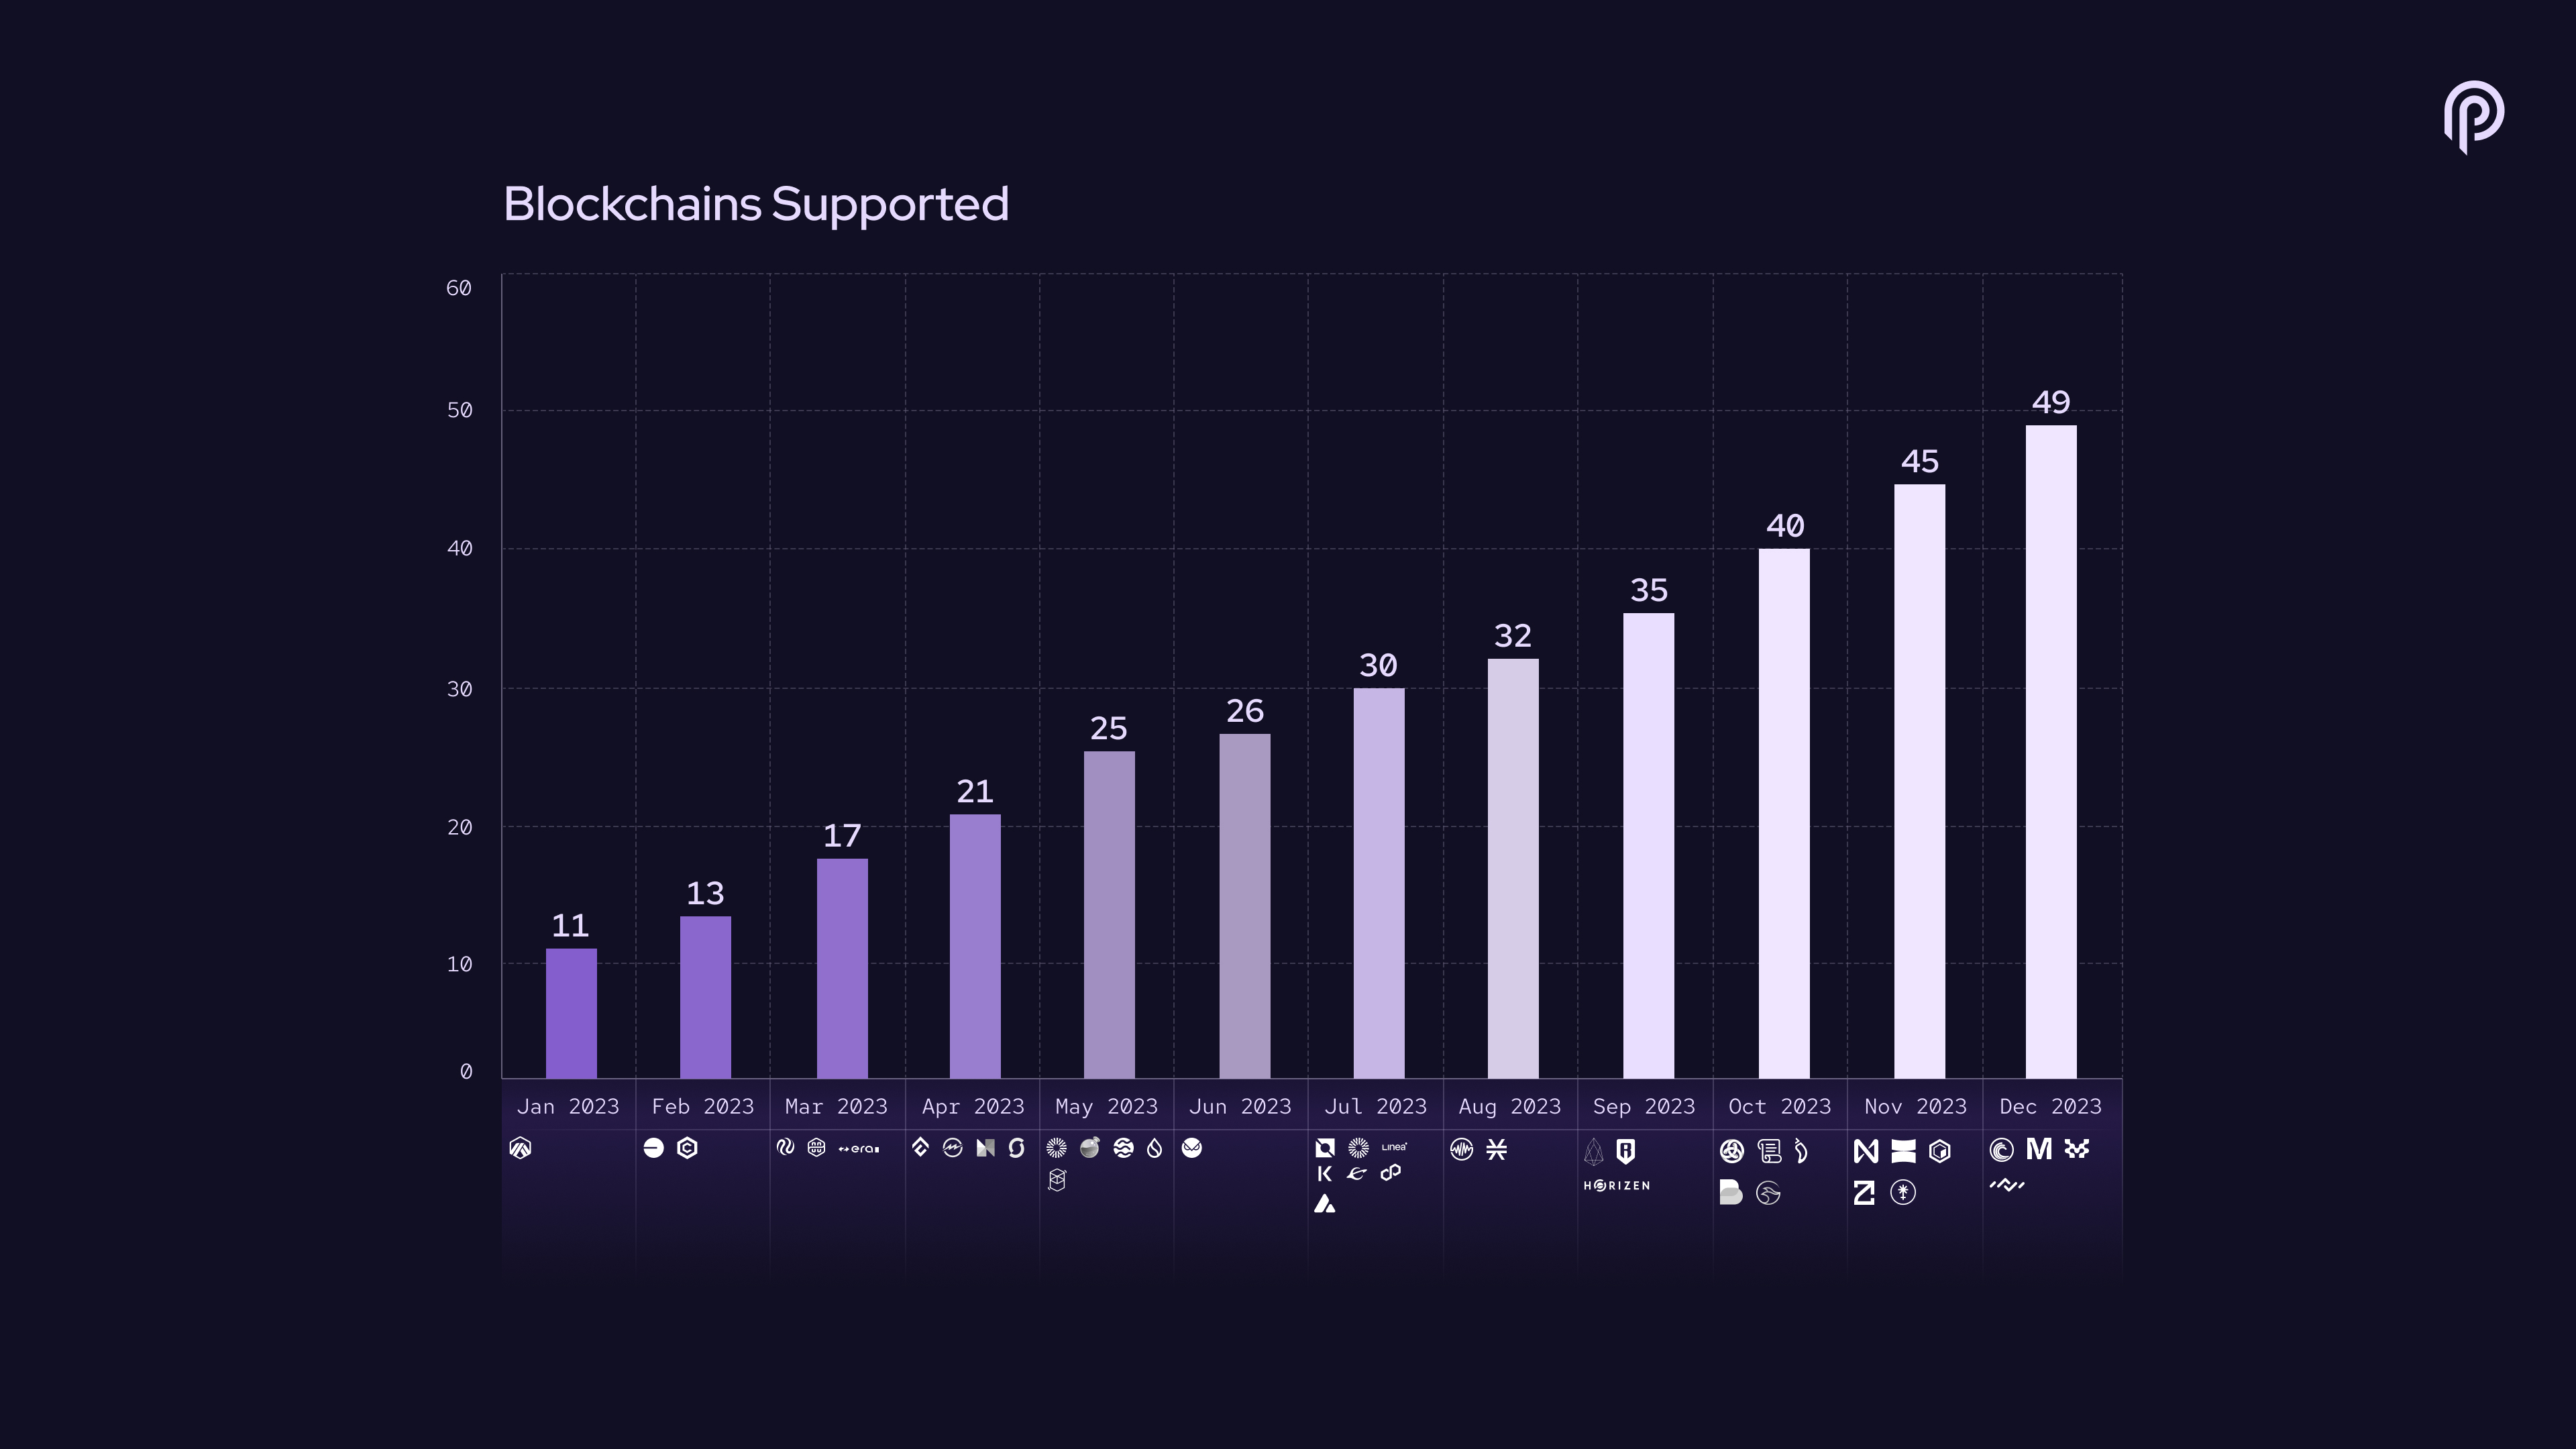 Blockchains Supported
60
50
40
30
20
10
0
11
13
17
21
25
26
30
32
35
40
45
49
Jan 2023
Feb 2023
Mar 2023
Apr 2023
May 2023
Jun 2023
Jul 2023
Aug 2023
Sep 2023
Oct 2023
Nov 2023
Dec 2023
era
Linea
HORIZEN